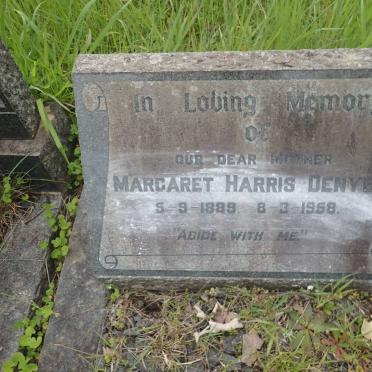 In Loving Memory
of
OUR DEAR MOTHER
MARGARET HARRIS DENYE
5-9-1889 8-3-1968.
"ABIDE WITH ME."